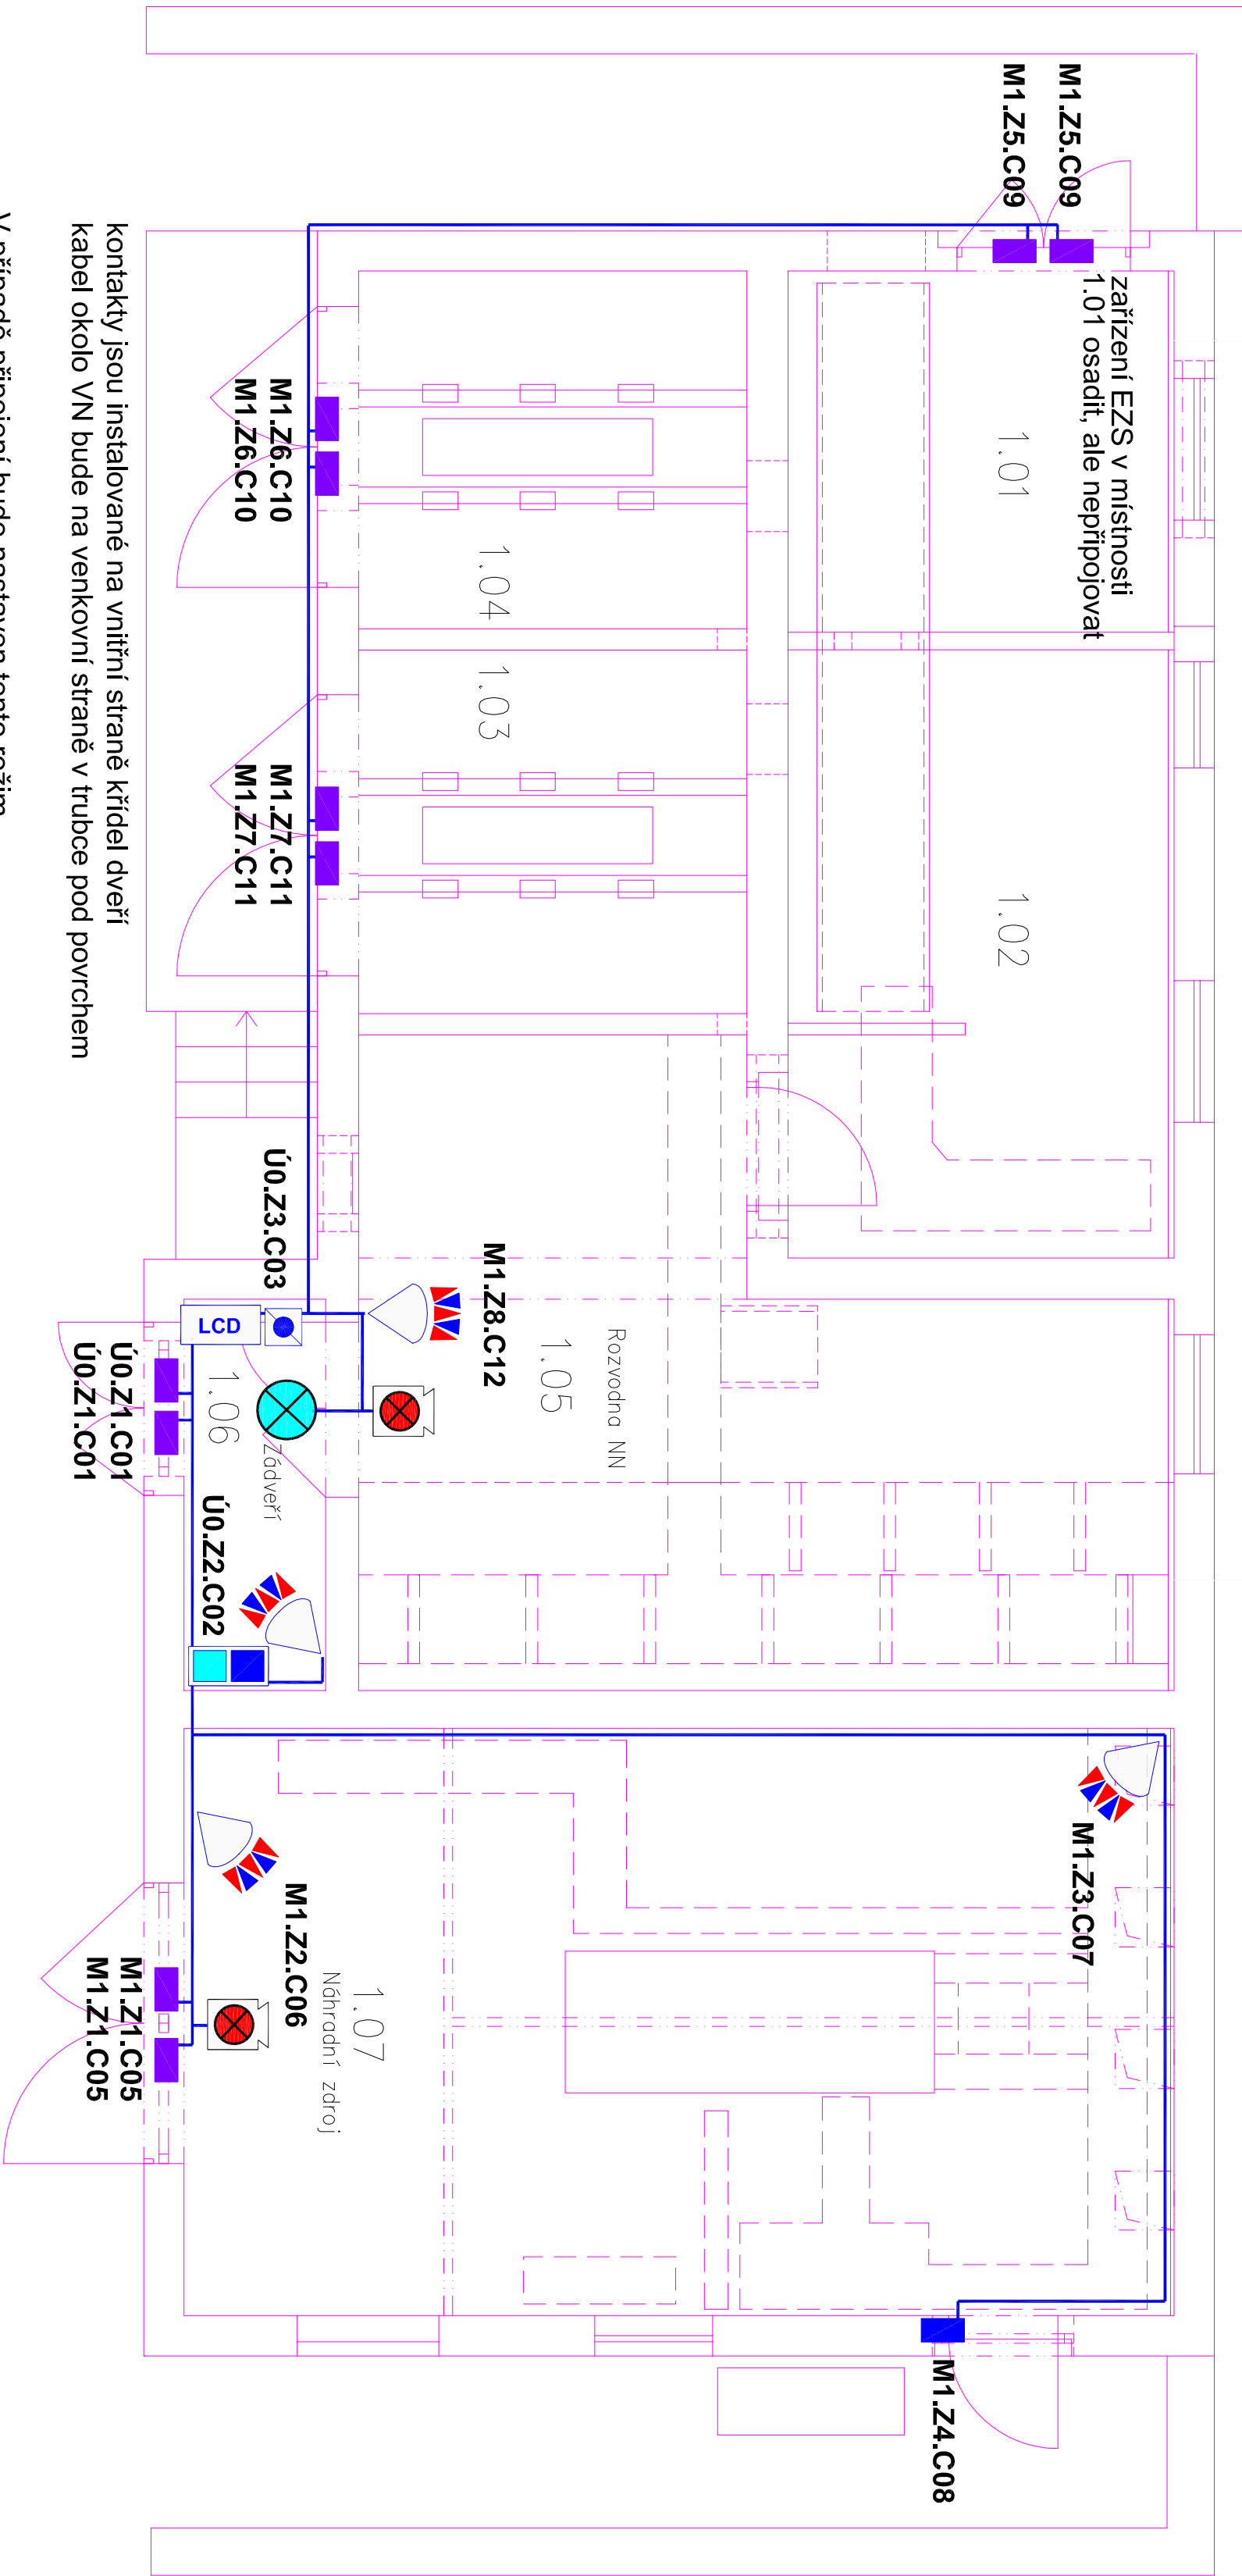 M1.Z5.C09
M1.Z5.C09
zařízení EZS v místnosti
1.01 osadit, ale nepřipojovat
1.01
1.02
M1.Z6.C10
M1.Z6.C10
1.04
1.03
M1.Z7.C11
M1.Z7.C11
kontakty jsou instalované na vnitřní straně křídel dveří
kabel okolo VN bude na venkovní straně v trubce pod povrchem
Ú0.Z3.C03
M1.Z8.C12
Rozvodna NN
1.05
LCD
Ú0.Z1.C01
Ú0.Z1.C01
1.06
Zádveří
Ú0.Z2.C02
M1.Z3.C07
M1.Z2.C06
1.07
Náhradní zdroj
M1.Z1.C05
M1.Z1.C05
M1.Z4.C08